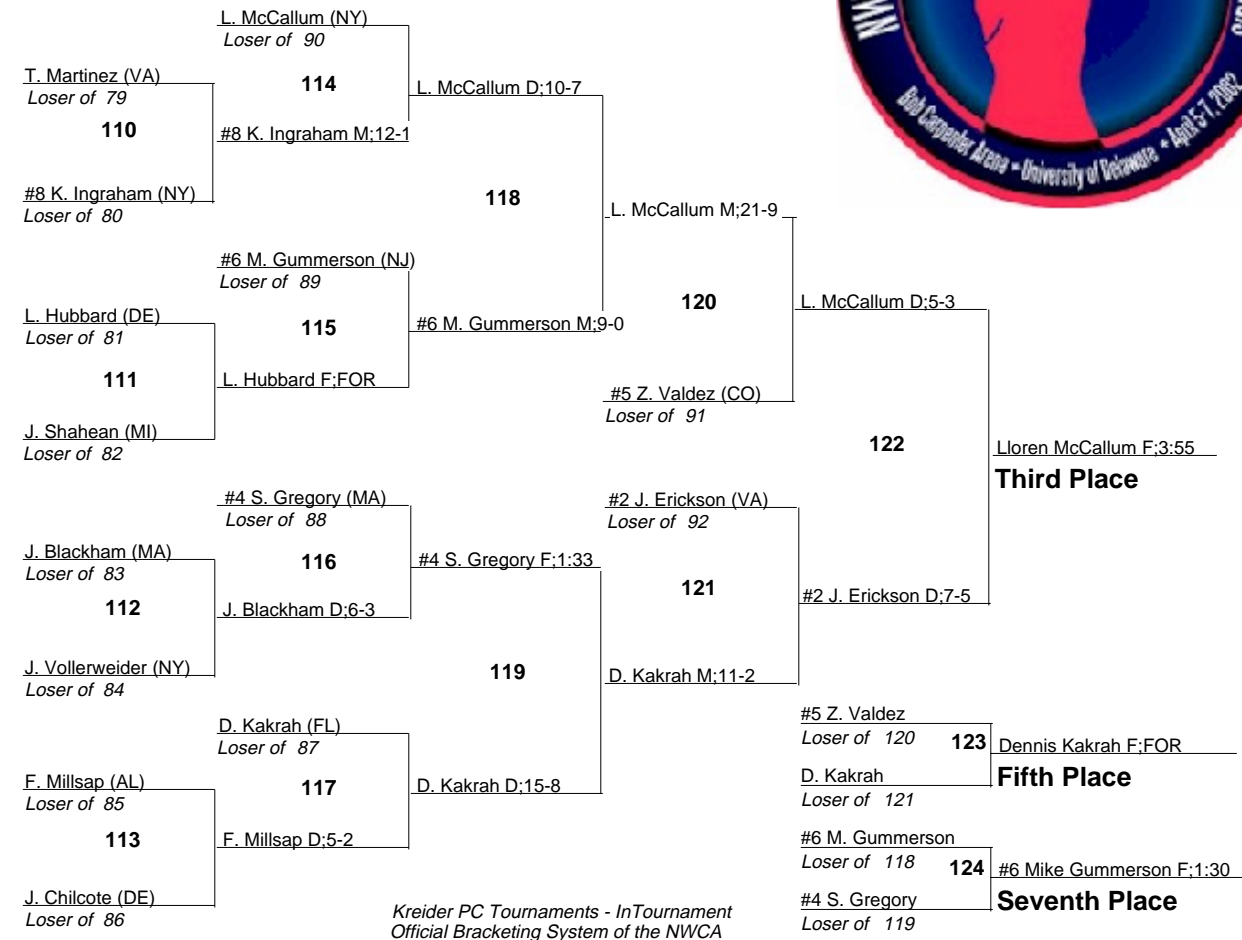 L. McCallum (NY)
Loser of 90
T. Martinez (VA)
Loser of 79
114
L. McCallum D;10-7
110
#8 K. Ingraham M;12-1
#8 K. Ingraham (NY)
Loser of 80
118
L. McCallum M;21-9
#6 M. Gummerson (NJ)
Loser of 89
L. Hubbard (DE)
Loser of 81
115
#6 M. Gummerson M;9-0
120
L. McCallum D;5-3
111
L. Hubbard F;FOR
#5 Z. Valdez (CO)
Loser of 91
J. Shahean (MI)
Loser of 82
122
Lloren McCallum F;3:55
Third Place
#4 S. Gregory (MA)
Loser of 88
#2 J. Erickson (VA)
Loser of 92
J. Blackham (MA)
Loser of 83
116
#4 S. Gregory F;1:33
121
#2 J. Erickson D;7-5
112
J. Blackham D;6-3
J. Vollerweider (NY)
Loser of 84
119
D. Kakrah M;11-2
D. Kakrah (FL)
Loser of 87
#5 Z. Valdez
Loser of 120
123
Dennis Kakrah F;FOR
Fifth Place
D. Kakrah
Loser of 121
F. Millsap (AL)
Loser of 85
117
D. Kakrah D;15-8
113
F. Millsap D;5-2
#6 M. Gummerson
Loser of 118
124
#6 Mike Gummerson F;1:30
Seventh Place
#4 S. Gregory
Loser of 119
J. Chilcote (DE)
Loser of 86
Kreider PC Tournaments - InTournament
Official Bracketing System of the NWCA
Bob Carpenter Arena • University of Delaware • April 5-7, 2002